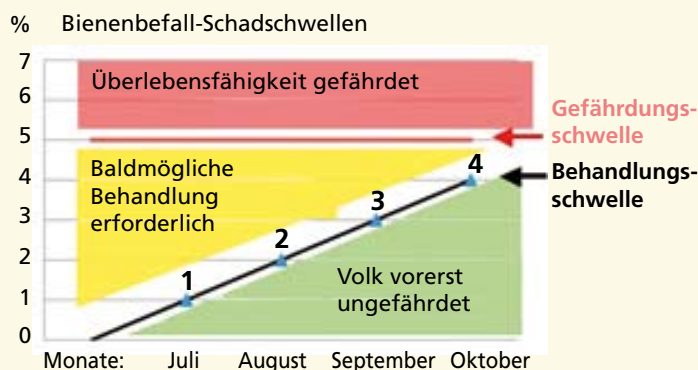 % Bienenbefall-Schadschwellen
7
6
5
4
3
2
1
0
Überlebensfähigkeit gefährdet
Gefährdungs-
schwelle
Baldmögliche
Behandlung
erforderlich
Behandlungs-
schwelle
1
2
3
4
Volk vorerst
ungefährdet
Monate: Juli August September Oktober